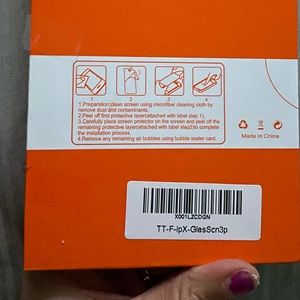 1 2 3 4
1.Preparation:clean screen using microfiber cleaning cloth by
remove dust and contaminants.
2.Peel off first protective layer(attached with label step 1).
3.Carefully place screen protector on the screen and peel off the
remaining protective layer(attached with label step2)to complete
the installation process.
4.Remove any remaining air bubbles using bubble sealer card.
Made In China
X001LZCDGN
TT-F-ipX-GlasScn3p